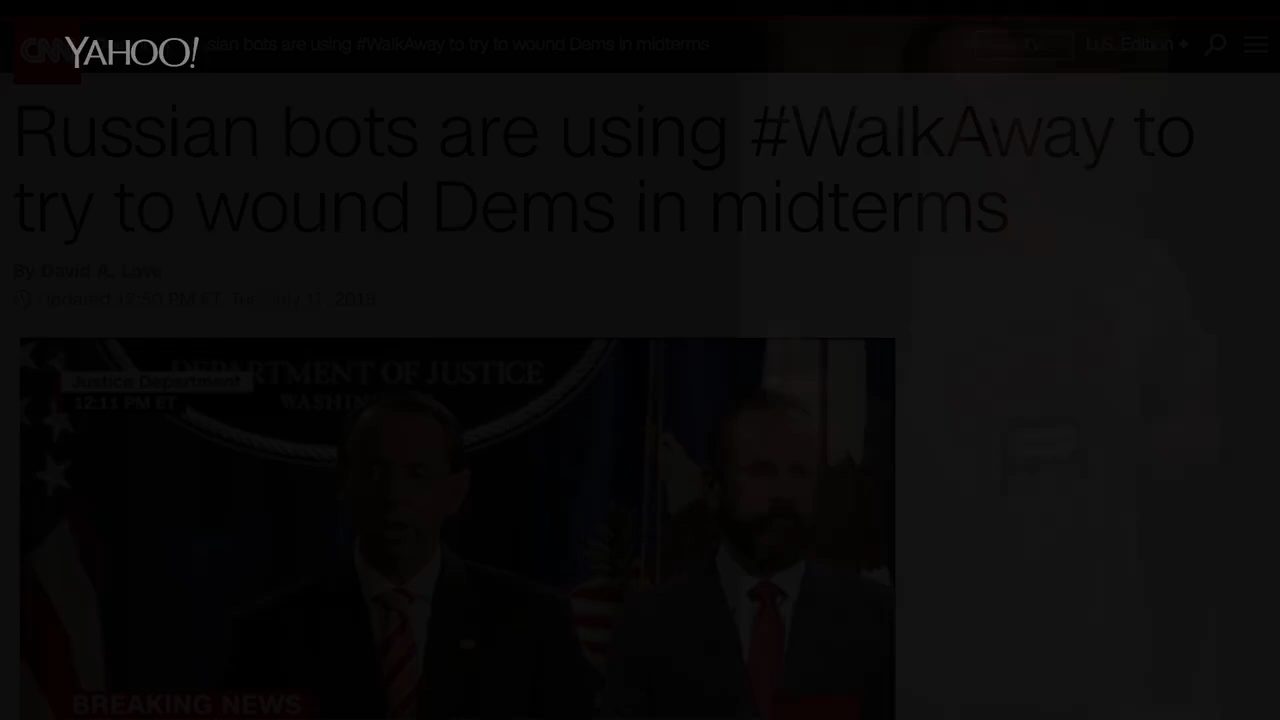 CNN
YAHOO!
sian bots are using #WalkAway to try to wound Dems in midterms
U.S. Edition
Russian bots are using #WalkAway to
try to wound Dems in midterms
By David A. Love
Updated 12:50 PM ET, Tue July 17, 2018
DEPARTMENT OF JUSTICE
Justice Department
12:11 PM ET
BREAKING NEWS